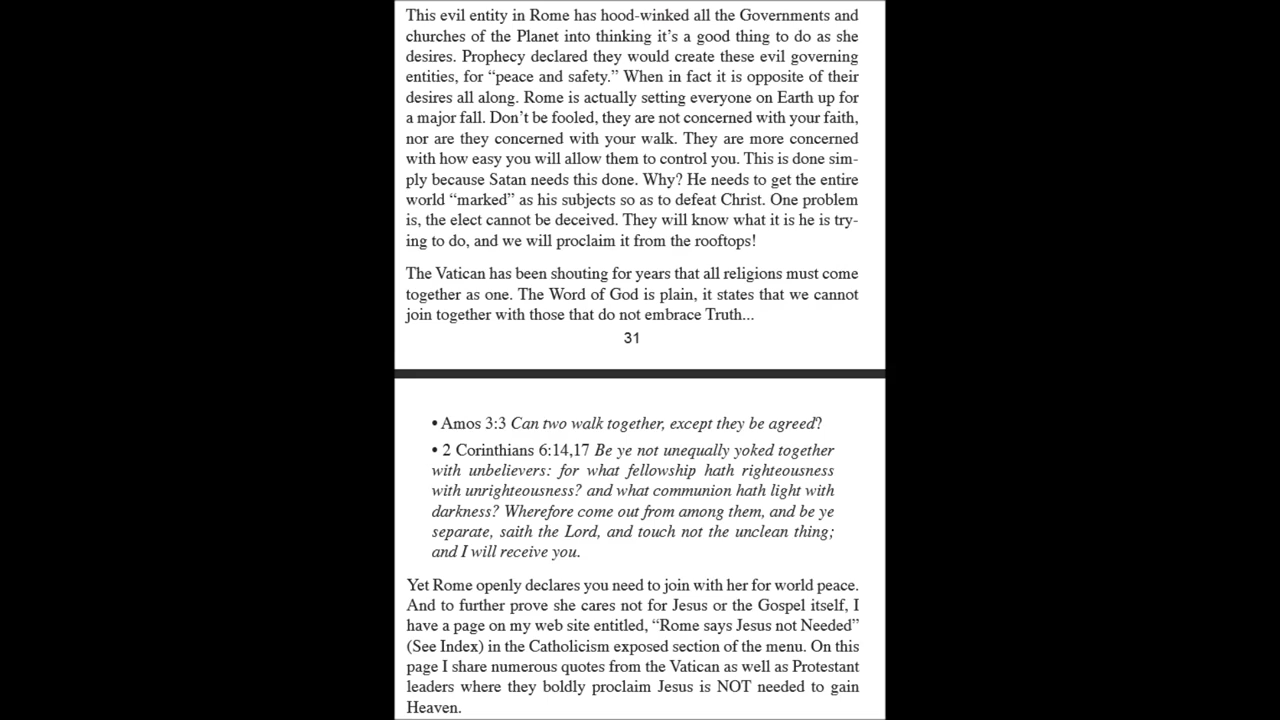 This evil entity in Rome has hood-winked all the Governments and
churches of the Planet into thinking it’s a good thing to do as she
desires. Prophecy declared they would create these evil governing
entities, for “peace and safety.” When in fact it is opposite of their
desires all along. Rome is actually setting everyone on Earth up for
a major fall. Don’t be fooled, they are not concerned with your faith,
nor are they concerned with your walk. They are more concerned
with how easy you will allow them to control you. This is done sim-
ply because Satan needs this done. Why? He needs to get the entire
world “marked” as his subjects so as to defeat Christ. One problem
is, the elect cannot be deceived. They will know what it is he is try-
ing to do, and we will proclaim it from the rooftops!
The Vatican has been shouting for years that all religions must come
together as one. The Word of God is plain, it states that we cannot
join together with those that do not embrace Truth...
31
• Amos 3:3 Can two walk together, except they be agreed?
• 2 Corinthians 6:14,17 Be ye not unequally yoked together
with unbelievers: for what fellowship hath righteousness
with unrighteousness? and what communion hath light with
darkness? Wherefore come out from among them, and be ye
separate, saith the Lord, and touch not the unclean thing;
and I will receive you.
Yet Rome openly declares you need to join with her for world peace.
And to further prove she cares not for Jesus or the Gospel itself, I
have a page on my web site entitled, “Rome says Jesus not Needed”
(See Index) in the Catholicism exposed section of the menu. On this
page I share numerous quotes from the Vatican as well as Protestant
leaders where they boldly proclaim Jesus is NOT needed to gain
Heaven.